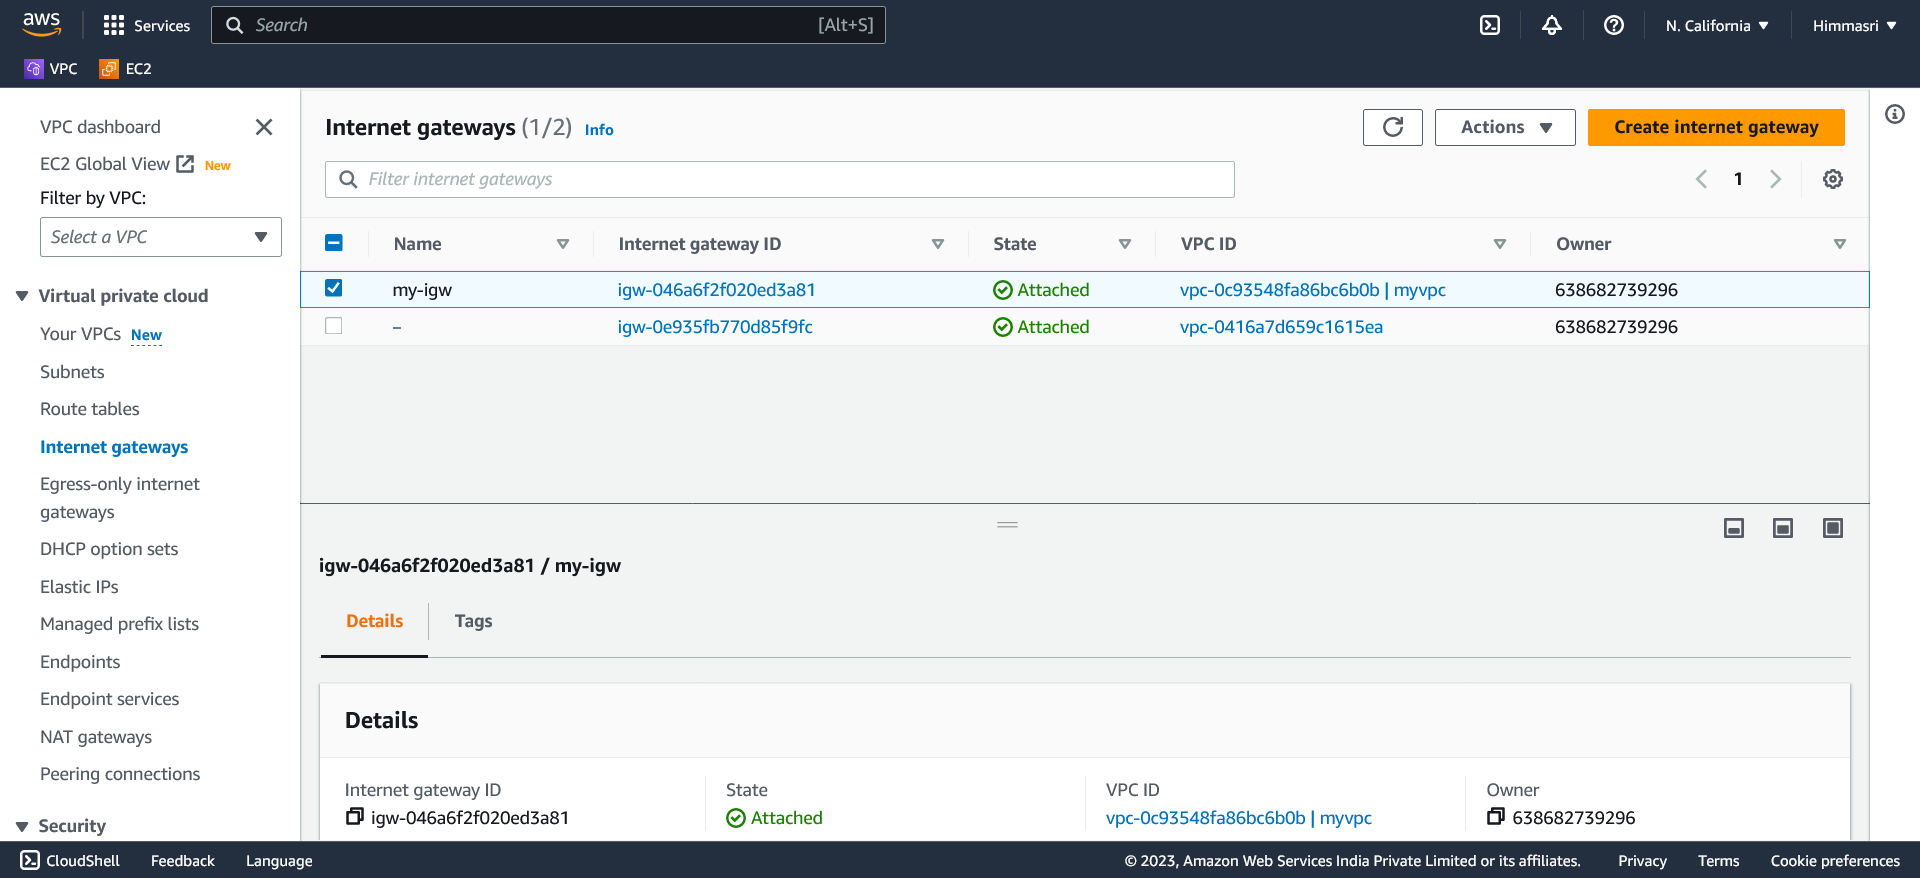 aws
Services
Search
[Alt+S]
N. California
Himmasri
VPC
EC2
VPC dashboard
EC2 Global View New
Filter by VPC:
Select a VPC
Virtual private cloud
Your VPCs New
Subnets
Route tables
Internet gateways
Egress-only internet
gateways
DHCP option sets
Elastic IPs
Managed prefix lists
Endpoints
Endpoint services
NAT gateways
Peering connections
Security
Internet gateways (1/2) Info
Actions
Create internet gateway
Filter internet gateways
1
Name Internet gateway ID State VPC ID Owner
my-igw igw-046a6f2f020ed3a81 Attached vpc-0c93548fa86bc6b0b | myvpc 638682739296
– igw-0e935fb770d85f9fc Attached vpc-0416a7d659c1615ea 638682739296
igw-046a6f2f020ed3a81 / my-igw
Details Tags
Details
Internet gateway ID State VPC ID Owner
igw-046a6f2f020ed3a81 Attached vpc-0c93548fa86bc6b0b | myvpc 638682739296
CloudShell Feedback Language
© 2023, Amazon Web Services India Private Limited or its affiliates. Privacy Terms Cookie preferences